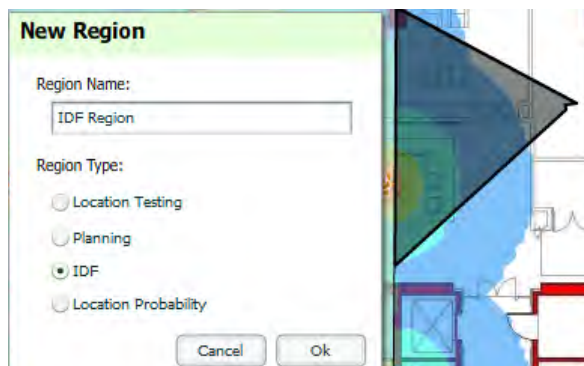 New Region
Region Name:
IDF Region
Region Type:
Location Testing
Planning
IDF
Location Probability
Cancel
Ok